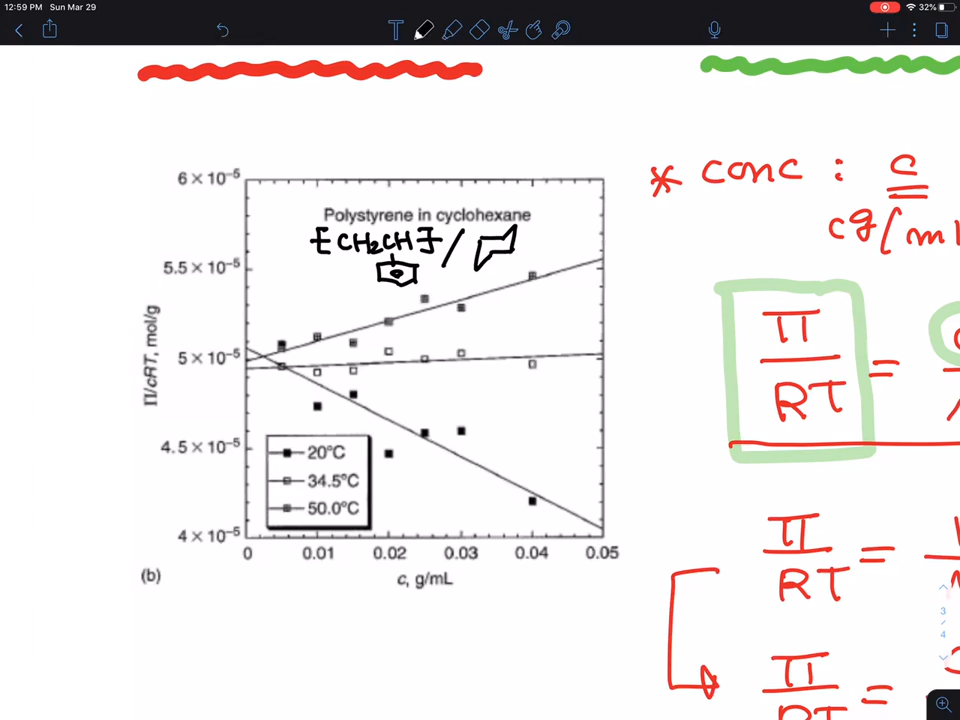 12:59 PM Sun Mar 29
32%
T
6 × 10⁻⁵
5.5 × 10⁻⁵
5 × 10⁻⁵
4.5 × 10⁻⁵
4 × 10⁻⁵
Π/cRT, mol/g
Polystyrene in cyclohexane
-[CH₂CH]- /
20°C
34.5°C
50.0°C
0 0.01 0.02 0.03 0.04 0.05
c, g/mL
(b)
* conc : c
cg/ml
π/RT =
π/RT =
π/RT =
3
/
4